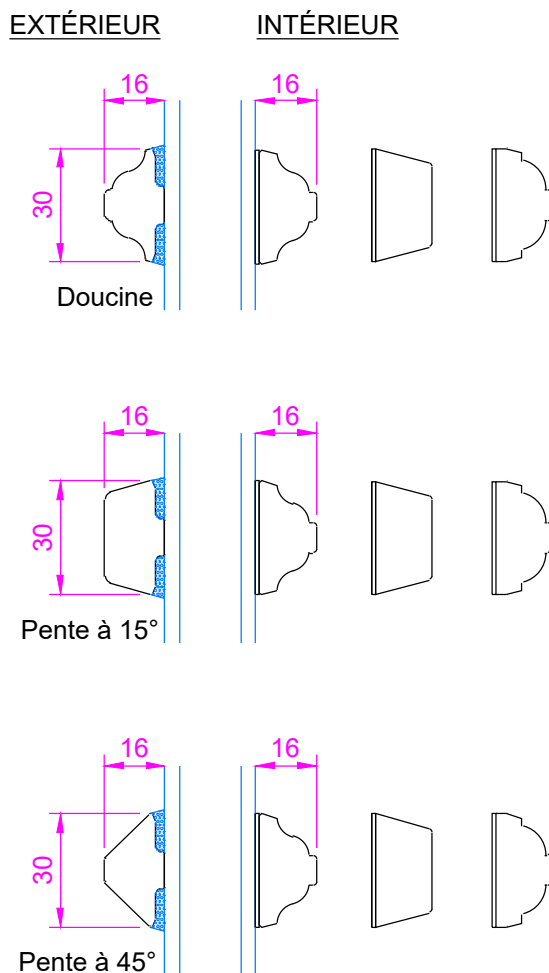 EXTÉRIEUR
INTÉRIEUR
16
16
30
Doucine
16
16
30
Pente à 15°
16
16
30
Pente à 45°